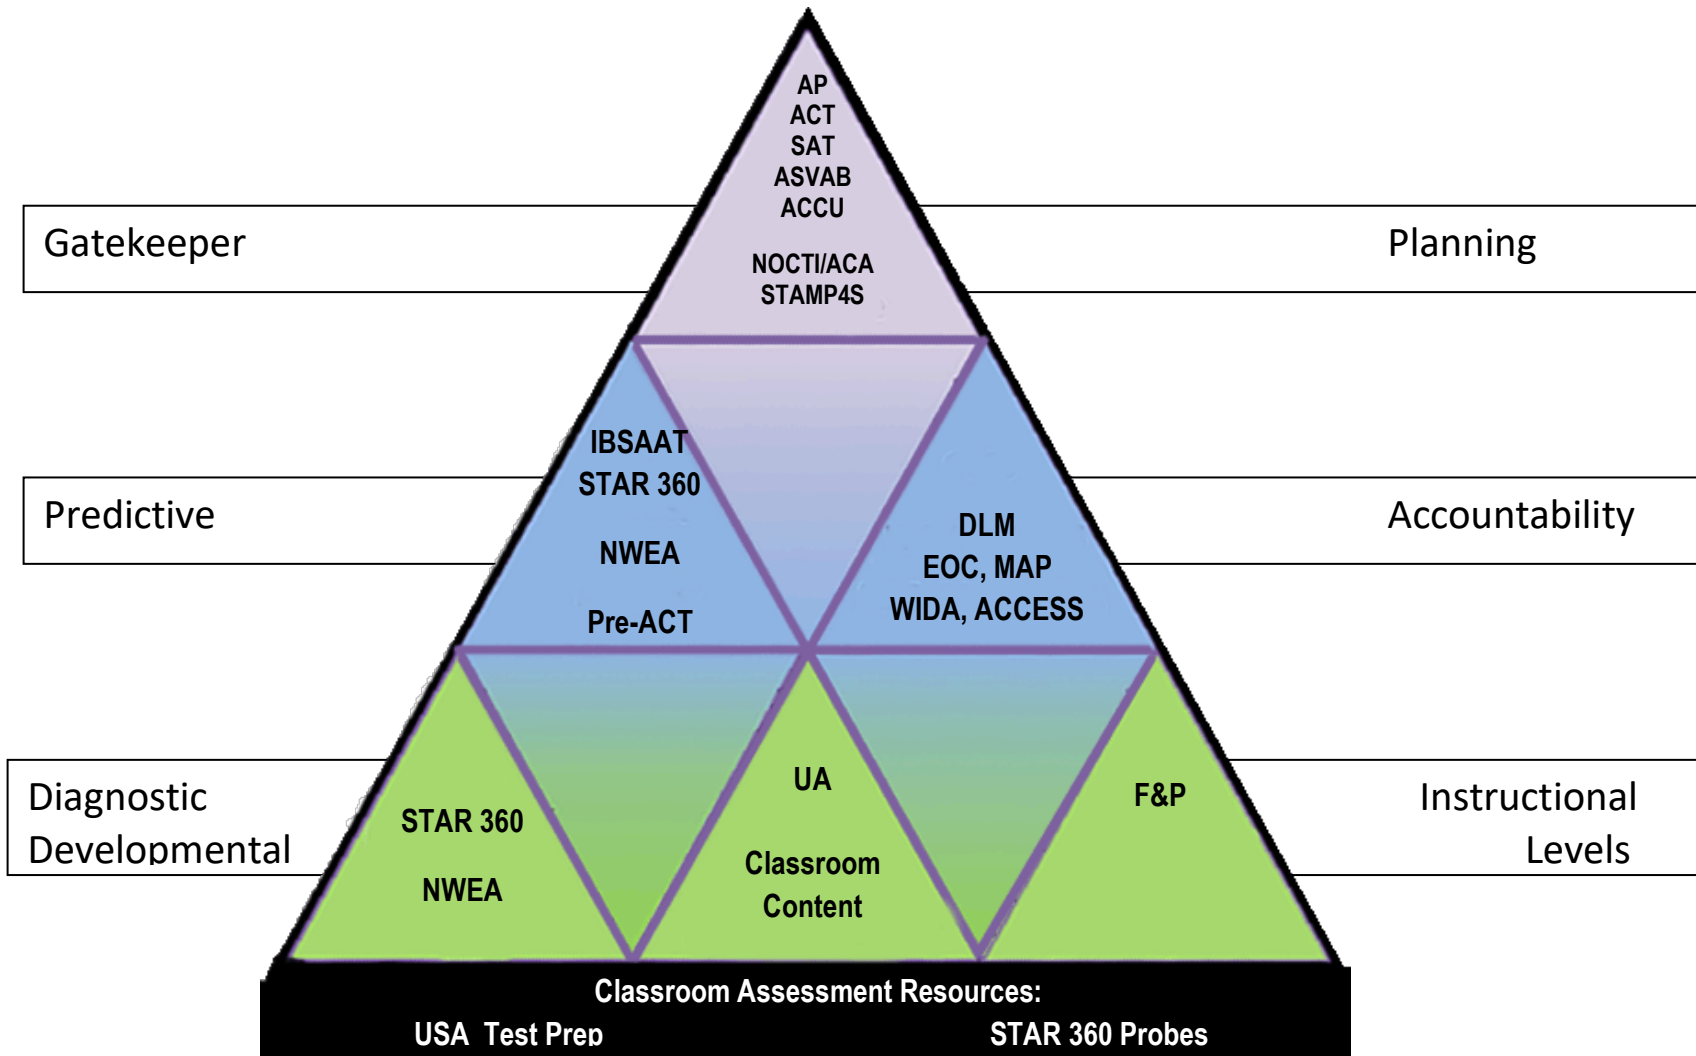 AP
ACT
SAT
ASVAB
ACCU
NOCTI/ACA
STAMP4S
Gatekeeper
Planning
IBSAAT
STAR 360
NWEA
Pre-ACT
Predictive
Accountability
DLM
EOC, MAP
WIDA, ACCESS
Diagnostic
Developmental
STAR 360
NWEA
UA
Classroom
Content
F&P
Instructional
Levels
Classroom Assessment Resources:
USA Test Prep
STAR 360 Probes